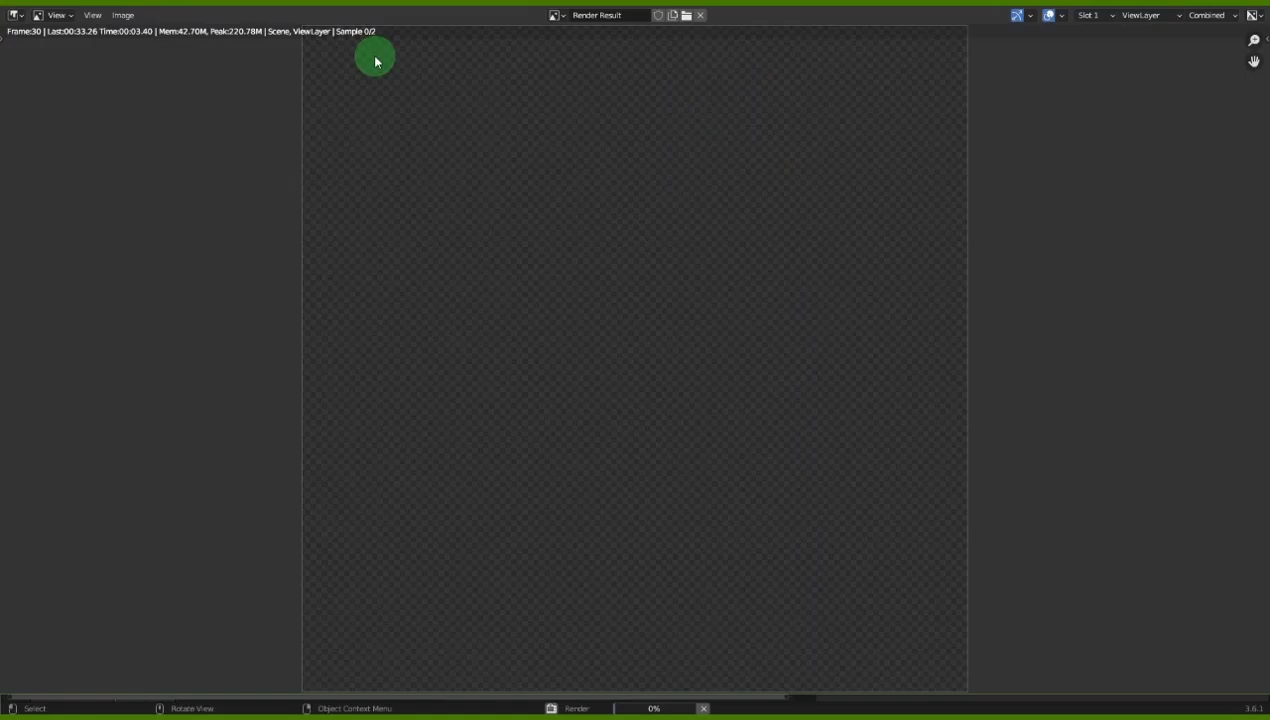 View View Image Render Result Slot 1 ViewLayer Combined
Frame:30 | Last:00:33.26 Time:00:03.40 | Mem:42.70M, Peak:220.78M | Scene, ViewLayer | Sample 0/2
Select Rotate View Object Context Menu Render 0% 3.6.1